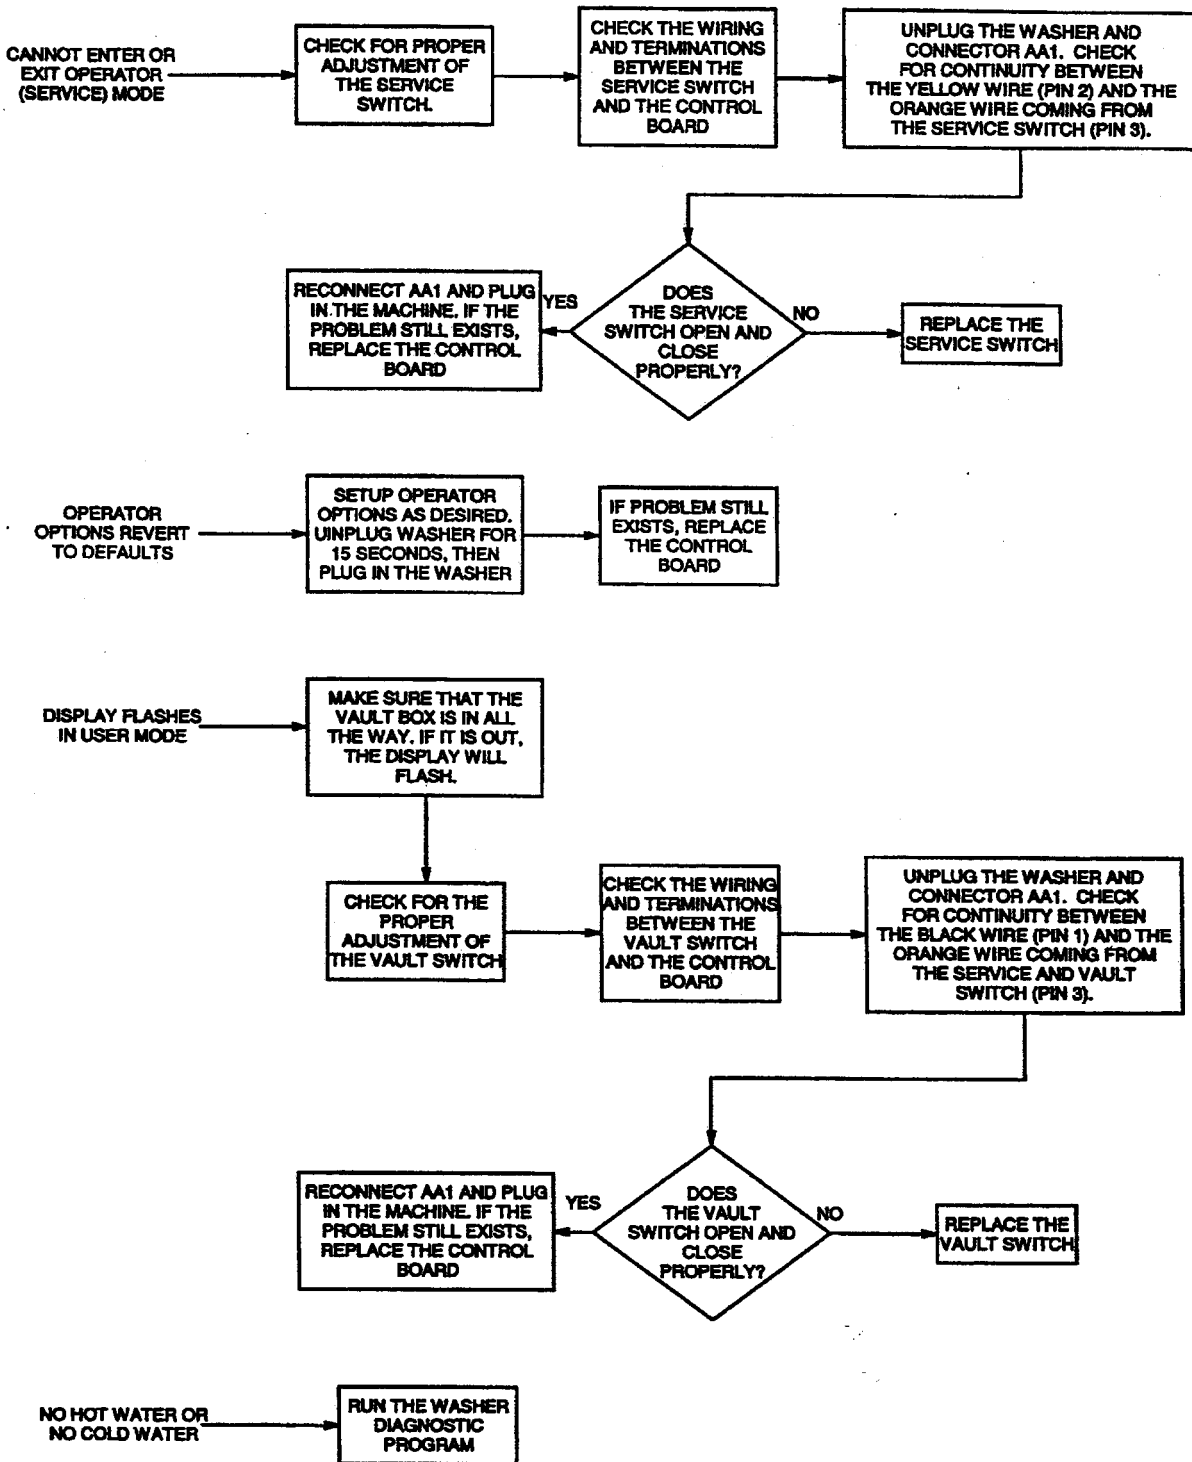 CANNOT ENTER OR
EXIT OPERATOR
(SERVICE) MODE
CHECK FOR PROPER
ADJUSTMENT OF
THE SERVICE
SWITCH.
CHECK THE WIRING
AND TERMINATIONS
BETWEEN THE
SERVICE SWITCH
AND THE CONTROL
BOARD
UNPLUG THE WASHER AND
CONNECTOR AA1. CHECK
FOR CONTINUITY BETWEEN
THE YELLOW WIRE (PIN 2) AND THE
ORANGE WIRE COMING FROM
THE SERVICE SWITCH (PIN 3).
DOES
THE SERVICE
SWITCH OPEN AND
CLOSE
PROPERLY?
YES
RECONNECT AA1 AND PLUG
IN THE MACHINE. IF THE
PROBLEM STILL EXISTS,
REPLACE THE CONTROL
BOARD
NO
REPLACE THE
SERVICE SWITCH
OPERATOR
OPTIONS REVERT
TO DEFAULTS
SETUP OPERATOR
OPTIONS AS DESIRED.
UINPLUG WASHER FOR
15 SECONDS, THEN
PLUG IN THE WASHER
IF PROBLEM STILL
EXISTS, REPLACE
THE CONTROL
BOARD
DISPLAY FLASHES
IN USER MODE
MAKE SURE THAT THE
VAULT BOX IS IN ALL
THE WAY. IF IT IS OUT,
THE DISPLAY WILL
FLASH.
CHECK FOR THE
PROPER
ADJUSTMENT OF
THE VAULT SWITCH
CHECK THE WIRING
AND TERMINATIONS
BETWEEN THE
VAULT SWITCH
AND THE CONTROL
BOARD
UNPLUG THE WASHER AND
CONNECTOR AA1. CHECK
FOR CONTINUITY BETWEEN
THE BLACK WIRE (PIN 1) AND THE
ORANGE WIRE COMING FROM
THE SERVICE AND VAULT
SWITCH (PIN 3).
DOES
THE VAULT
SWITCH OPEN AND
CLOSE
PROPERLY?
YES
RECONNECT AA1 AND PLUG
IN THE MACHINE. IF THE
PROBLEM STILL EXISTS,
REPLACE THE CONTROL
BOARD
NO
REPLACE THE
VAULT SWITCH
NO HOT WATER OR
NO COLD WATER
RUN THE WASHER
DIAGNOSTIC
PROGRAM